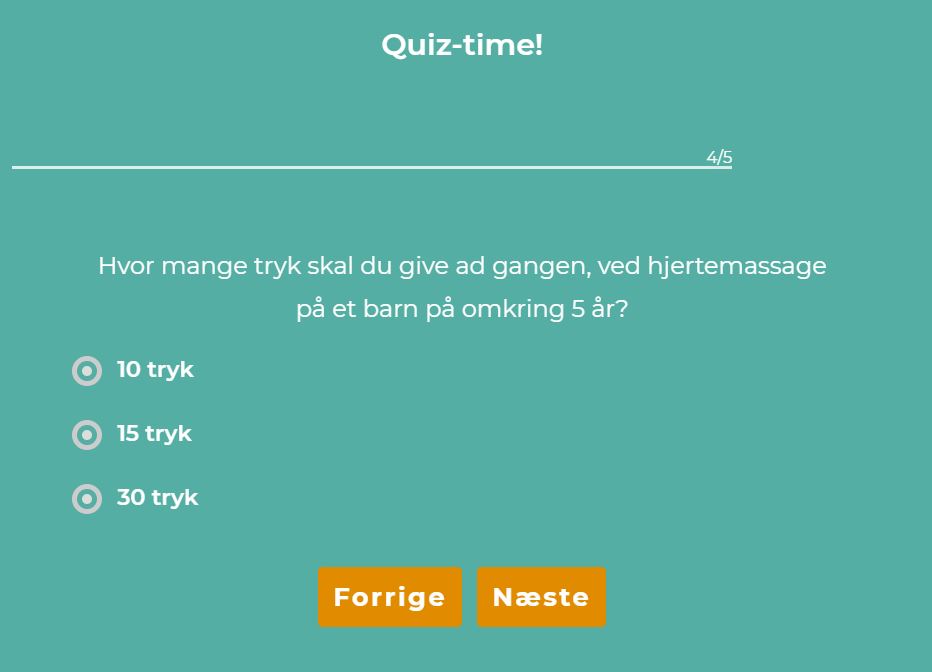 Quiz-time!
4/5
Hvor mange tryk skal du give ad gangen, ved hjertemassage
på et barn på omkring 5 år?
10 tryk
15 tryk
30 tryk
Forrige
Næste